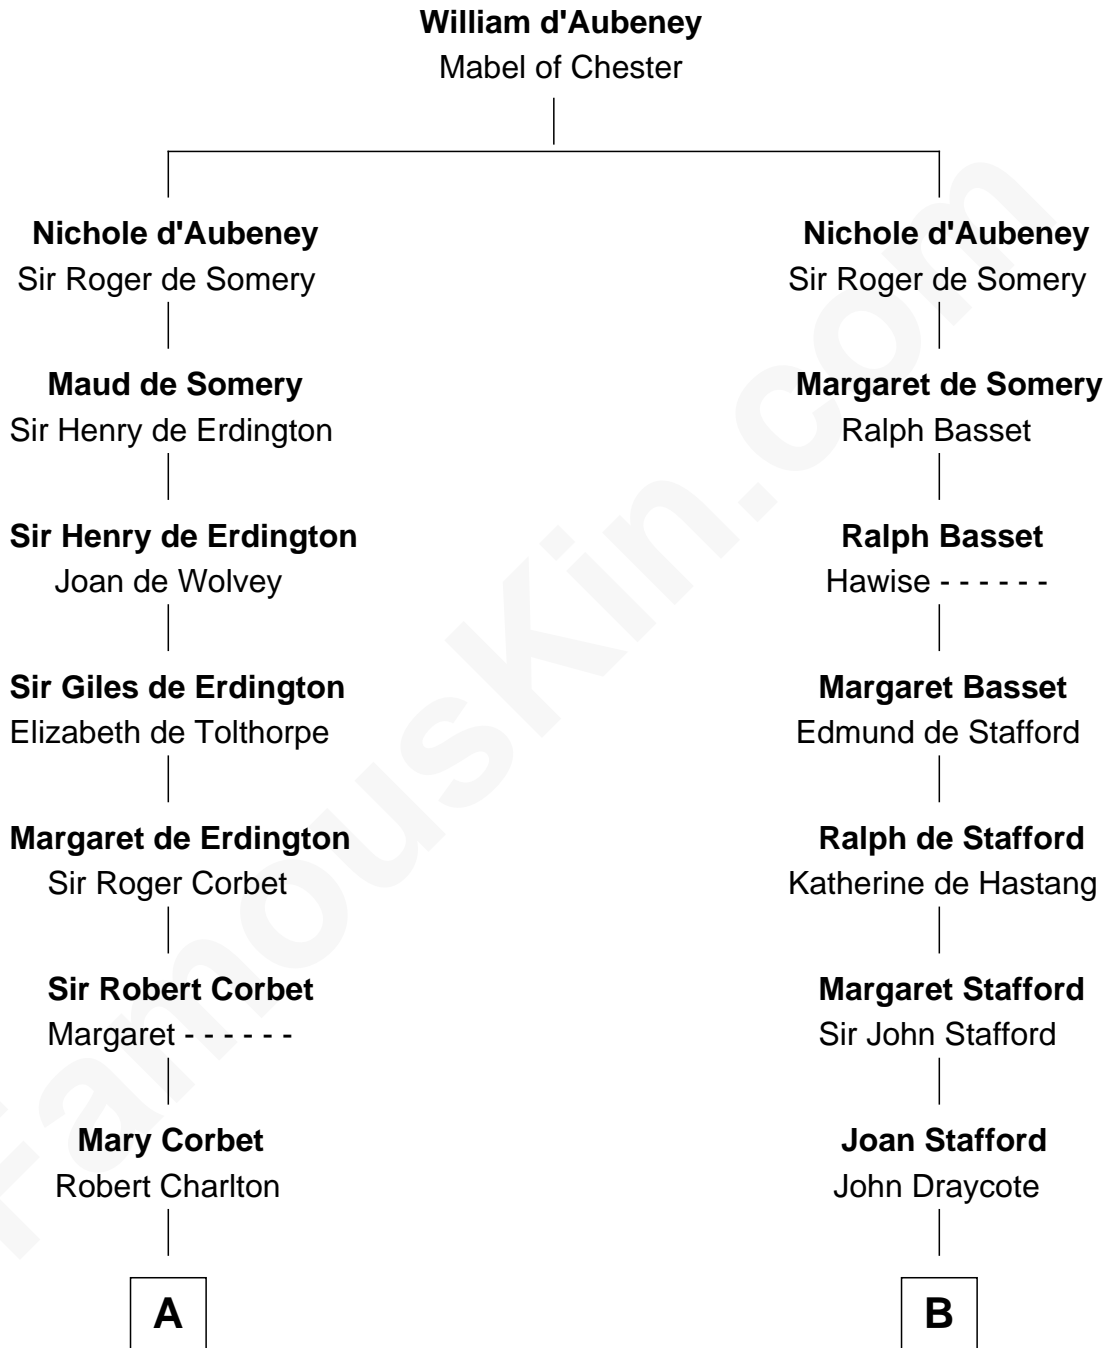 William d'Aubeney
Mabel of Chester
Nichole d'Aubeney
Sir Roger de Somery
Maud de Somery
Sir Henry de Erdington
Sir Henry de Erdington
Joan de Wolvey
Sir Giles de Erdington
Elizabeth de Tolthorpe
Margaret de Erdington
Sir Roger Corbet
Sir Robert Corbet
Margaret - - - - - -
Mary Corbet
Robert Charlton
A
Nichole d'Aubeney
Sir Roger de Somery
Margaret de Somery
Ralph Basset
Ralph Basset
Hawise - - - - - -
Margaret Basset
Edmund de Stafford
Ralph de Stafford
Katherine de Hastang
Margaret Stafford
Sir John Stafford
Joan Stafford
John Draycote
B
FamousKin.com